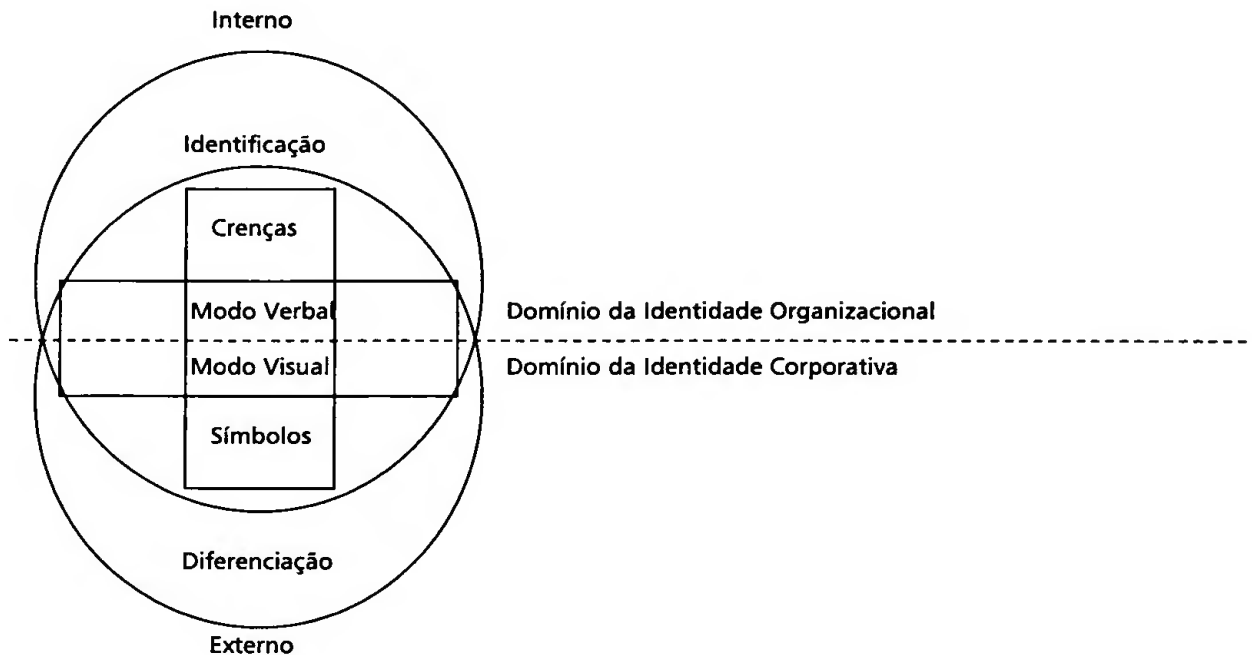 Interno
Identificação
Crenças
Modo Verbal
Domínio da Identidade Organizacional
Modo Visual
Domínio da Identidade Corporativa
Símbolos
Diferenciação
Externo